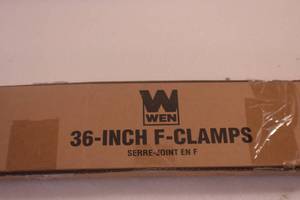 WEN
36-INCH F-CLAMPS
SERRE-JOINT EN F